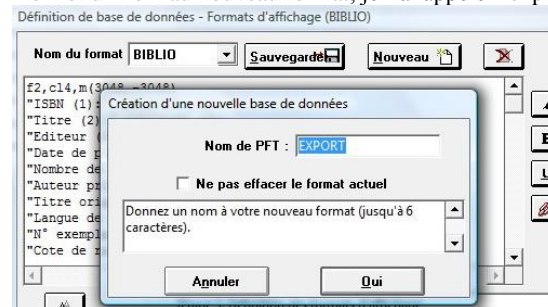 Définition de base de données - Formats d'affichage (BIBLIO)
Nom du format BIBLIO Sauvegarde Nouveau
f2,cl4,m(3048,-3048)
"ISBN (1):
"Titre (2)
"Editeur (
"Date de p
"Nombre de
"Auteur pr
"Titre ori
"Langue de
"N° exempl
"Cote de r
Création d'une nouvelle base de données
Nom de PFT : EXPORT
Ne pas effacer le format actuel
Donnez un nom à votre nouveau format (jusqu'à 6
caractères).
Annuler Oui